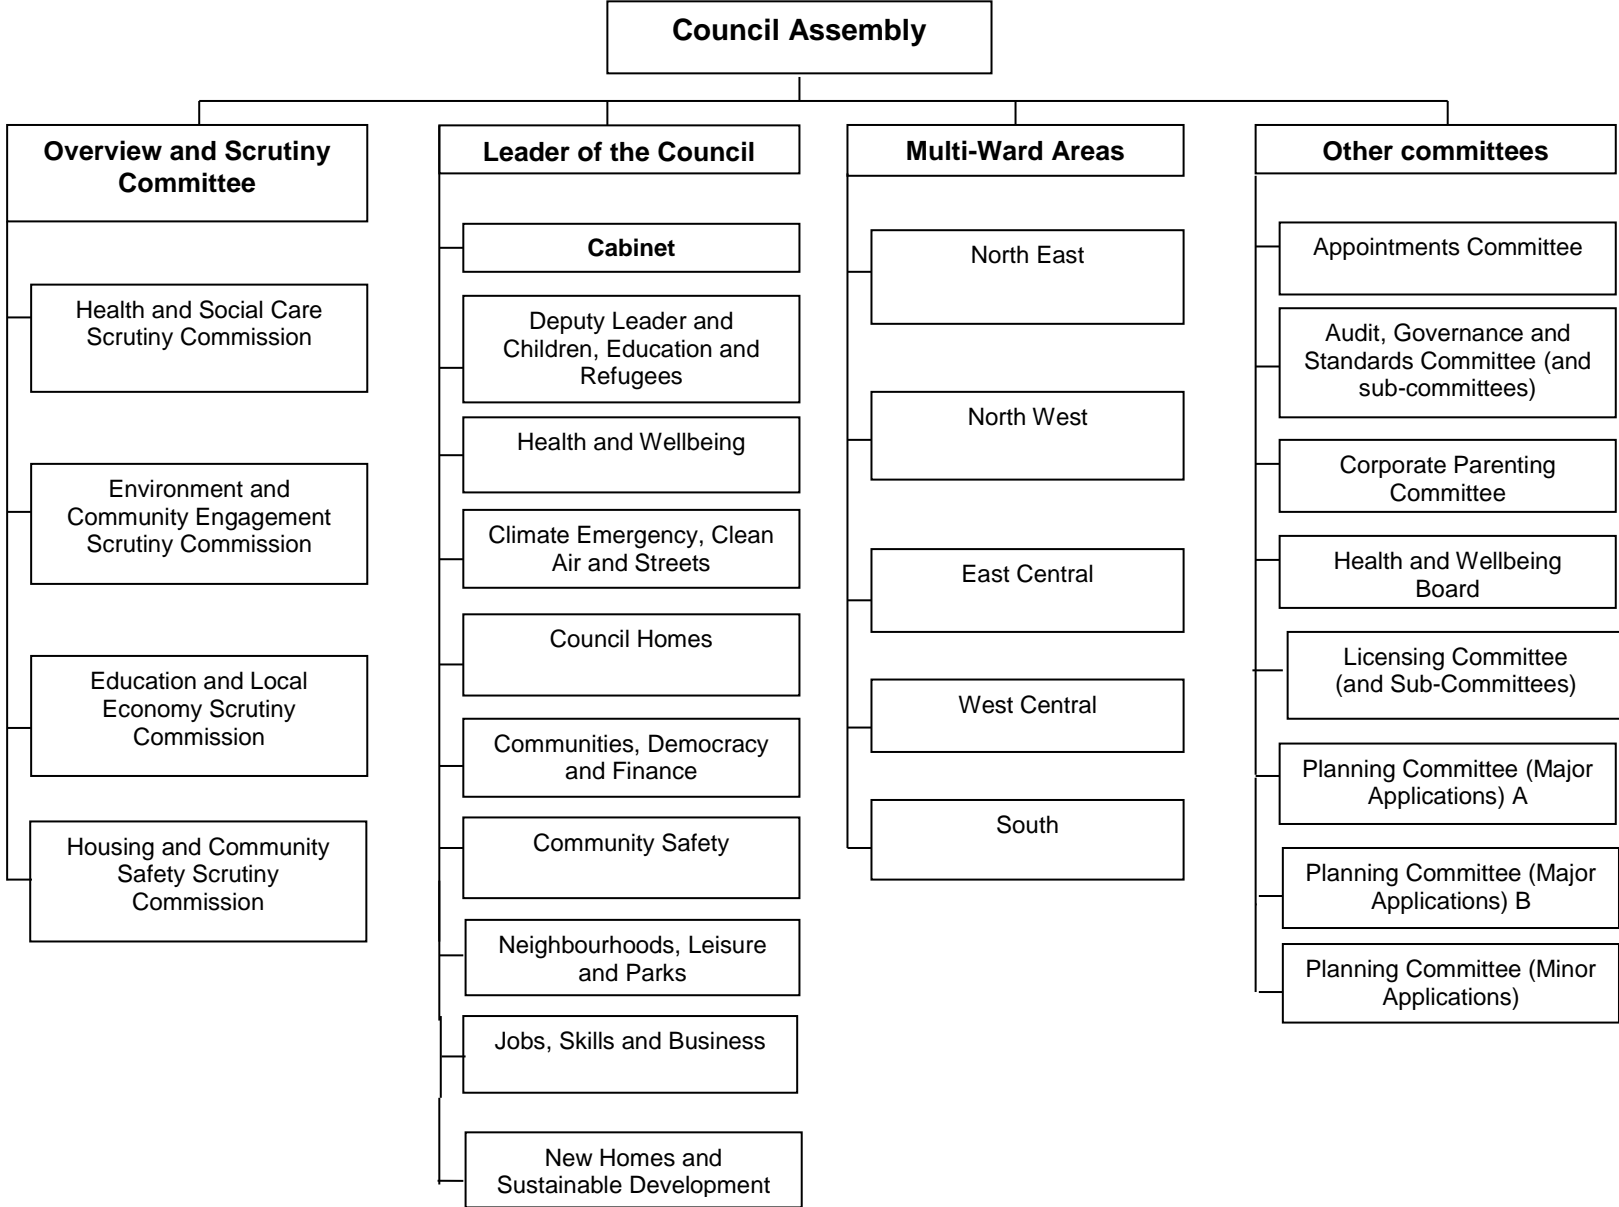 Council Assembly
Overview and Scrutiny
Committee
Health and Social Care
Scrutiny Commission
Environment and
Community Engagement
Scrutiny Commission
Education and Local
Economy Scrutiny
Commission
Housing and Community
Safety Scrutiny
Commission
Leader of the Council
Cabinet
Deputy Leader and
Children, Education and
Refugees
Health and Wellbeing
Climate Emergency, Clean
Air and Streets
Council Homes
Communities, Democracy
and Finance
Community Safety
Neighbourhoods, Leisure
and Parks
Jobs, Skills and Business
New Homes and
Sustainable Development
Multi-Ward Areas
North East
North West
East Central
West Central
South
Other committees
Appointments Committee
Audit, Governance and
Standards Committee (and
sub-committees)
Corporate Parenting
Committee
Health and Wellbeing
Board
Licensing Committee
(and Sub-Committees)
Planning Committee (Major
Applications) A
Planning Committee (Major
Applications) B
Planning Committee (Minor
Applications)